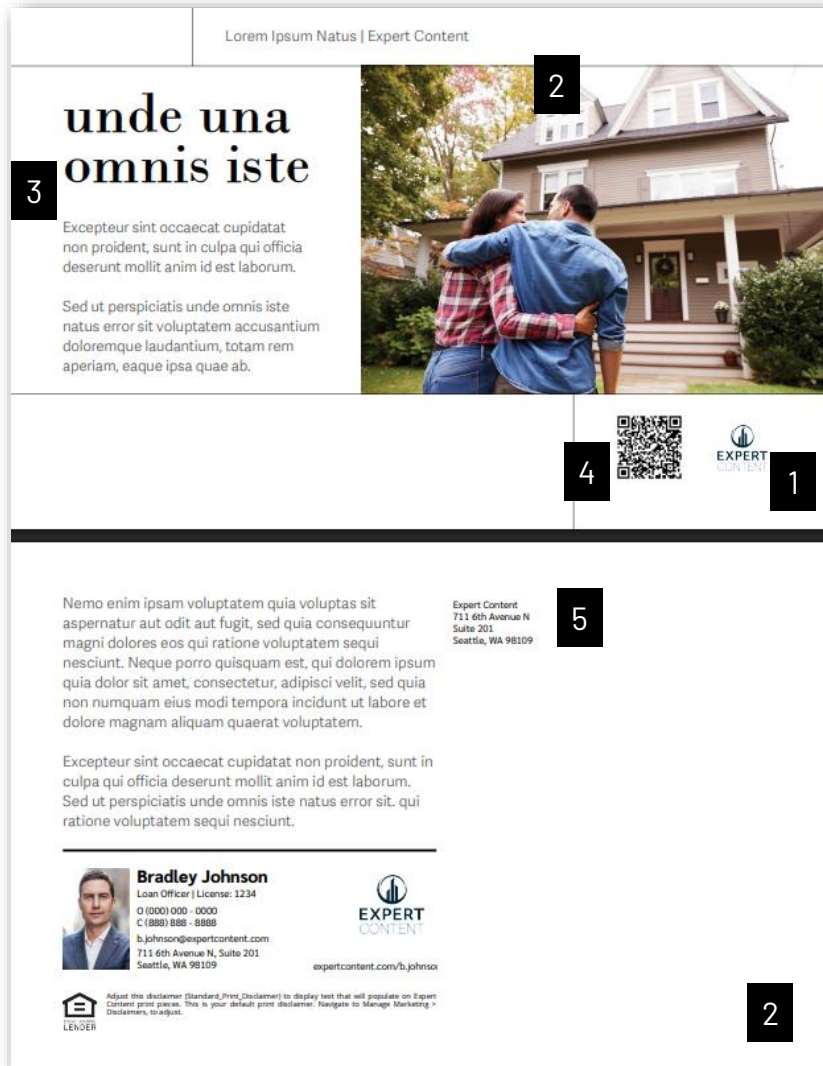 Lorem Ipsum Natus | Expert Content
2
unde una
omnis iste
3
Excepteur sint occaecat cupidatat
non proident, sunt in culpa qui officia
deserunt mollit anim id est laborum.
Sed ut perspiciatis unde omnis iste
natus error sit voluptatem accusantium
doloremque laudantium, totam rem
aperiam, eaque ipsa quae ab.
4
EXPERT
CONTENT
1
Nemo enim ipsam voluptatem quia voluptas sit
aspernatur aut odit aut fugit, sed quia consequuntur
magni dolores eos qui ratione voluptatem sequi
nesciunt. Neque porro quisquam est, qui dolorem ipsum
quia dolor sit amet, consectetur, adipisci velit, sed quia
non numquam eius modi tempora incidunt ut labore et
dolore magnam aliquam quaerat voluptatem.
Excepteur sint occaecat cupidatat non proident, sunt in
culpa qui officia deserunt mollit anim id est laborum.
Sed ut perspiciatis unde omnis iste natus error sit. qui
ratione voluptatem sequi nesciunt.
Expert Content
711 6th Avenue N
Suite 201
Seattle, WA 98109
5
Bradley Johnson
Loan Officer | License: 1234
O (000) 000 - 0000
C (888) 888 - 8888
b.johnson@expertcontent.com
711 6th Avenue N, Suite 201
Seattle, WA 98109
EXPERT
CONTENT
expertcontent.com/b.johnso
LENDER
Adjust this disclaimer (Standard_Print_Disclaimer) to display text that will populate on Expert
Content print pieces. This is your default print disclaimer. Navigate to Manage Marketing >
Disclaimers, to adjust.
2